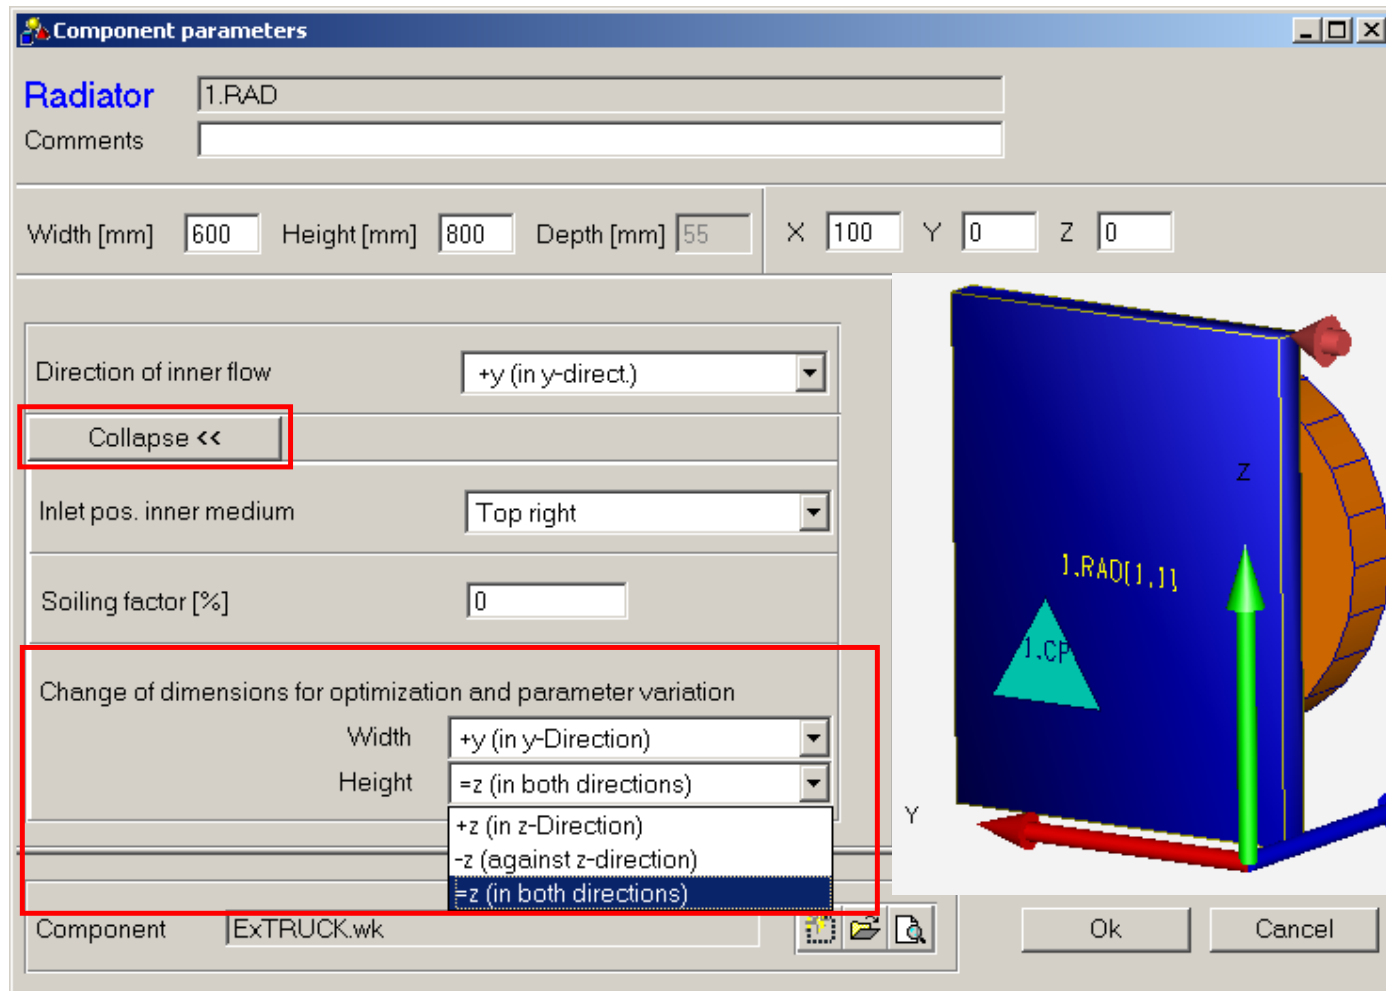 Component parameters
Radiator 1.RAD
Comments
Width [mm] 600 Height [mm] 800 Depth [mm] 55 X 100 Y 0 Z 0
Direction of inner flow +y (in y-direct.)
Collapse <<
Inlet pos. inner medium Top right
Soiling factor [%] 0
Change of dimensions for optimization and parameter variation
Width +y (in y-Direction)
Height =z (in both directions)
+z (in z-Direction)
-z (against z-direction)
=z (in both directions)
Component ExTRUCK.wk
Ok Cancel
Z
1.RAD[1,1]
1.CP
Y